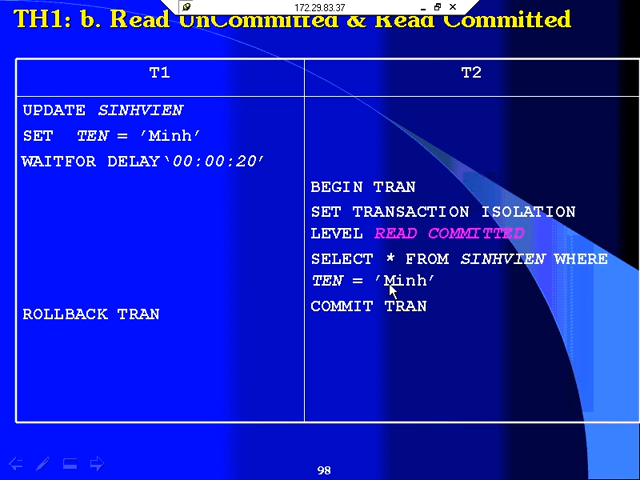 172.29.83.37
TH1: b. Read UnCommitted & Read Committed
T1
T2
UPDATE SINHVIEN
SET TEN = ’Minh’
WAITFOR DELAY‘00:00:20’
BEGIN TRAN
SET TRANSACTION ISOLATION
LEVEL READ COMMITTED
SELECT * FROM SINHVIEN WHERE
TEN = ’Minh’
COMMIT TRAN
ROLLBACK TRAN
98